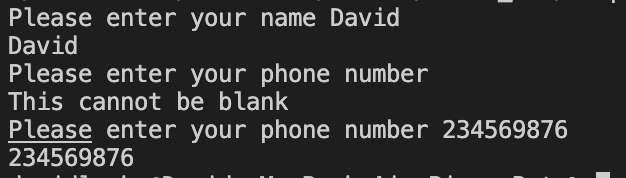 Please enter your name David
David
Please enter your phone number
This cannot be blank
Please enter your phone number 234569876
234569876